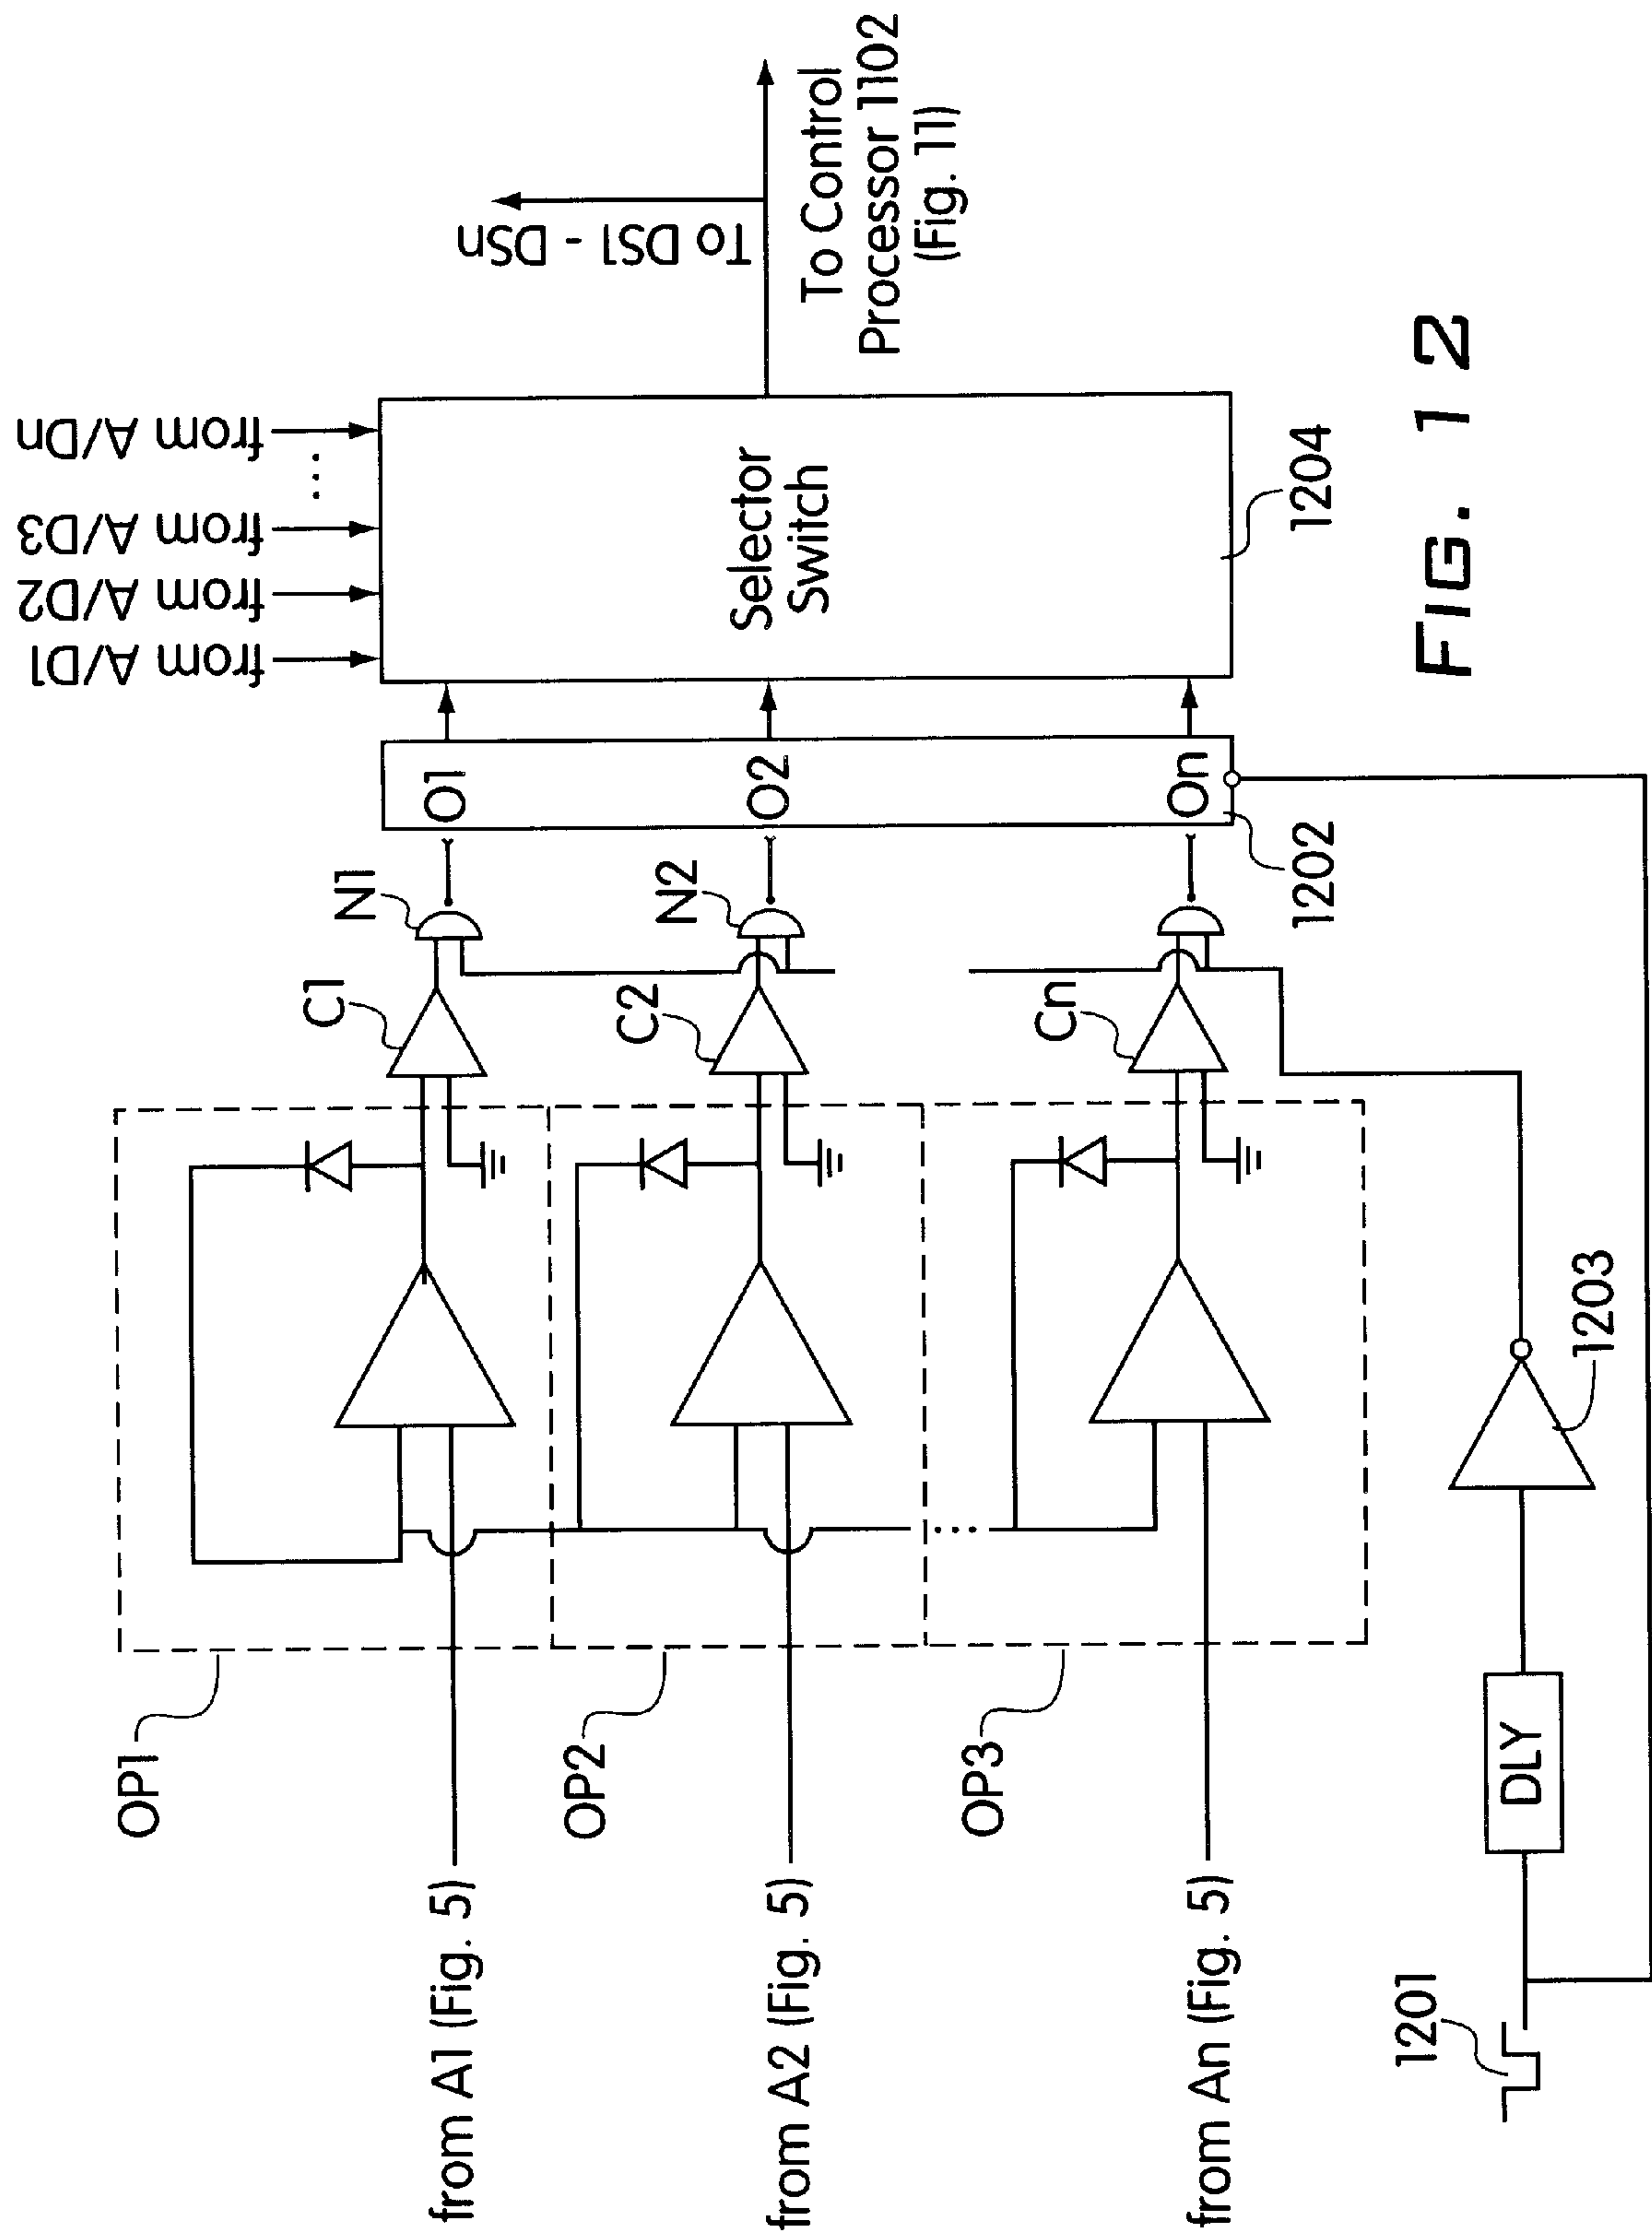 from A/D1
from A/D2
from A/D3
...
from A/Dn
To DS1 - DSn
To Control
Processor 1102
(Fig. 11)
Selector
Switch
1204
O1
O2
On
1202
N1
N2
C1
C2
Cn
OP1
OP2
OP3
...
from A1 (Fig. 5)
from A2 (Fig. 5)
from An (Fig. 5)
1201
DLY
1203
FIG. 12